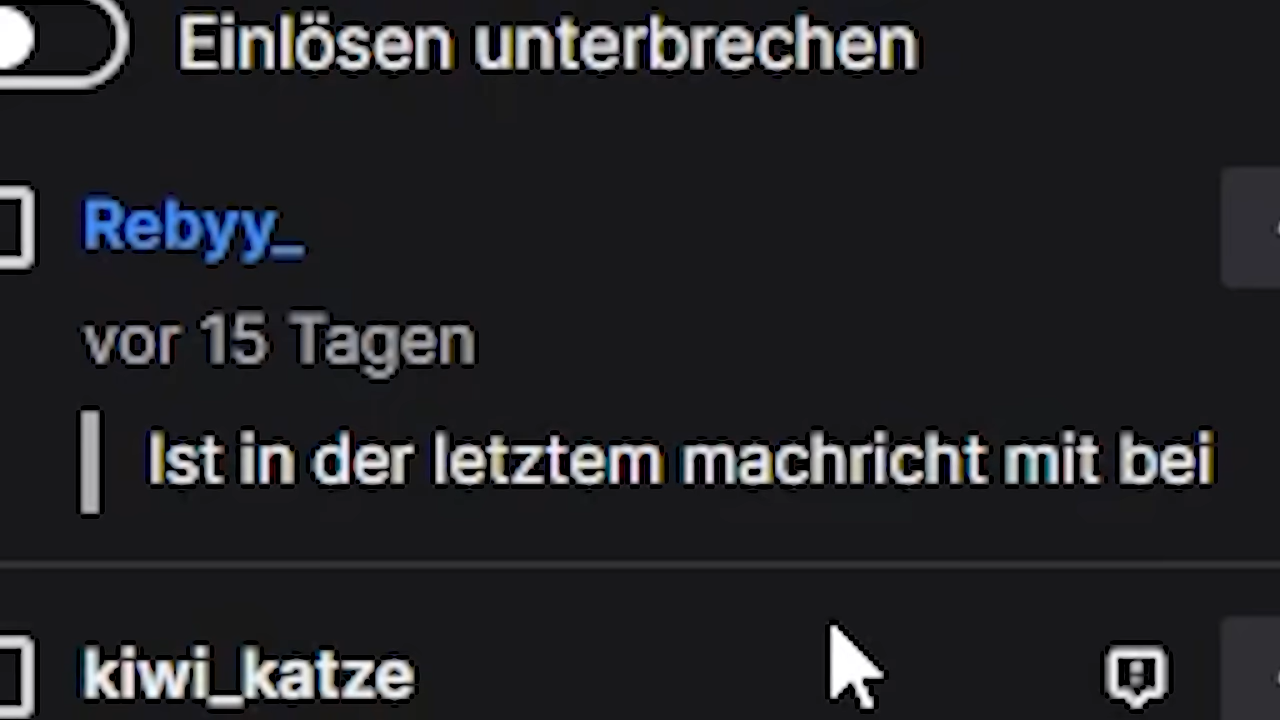 Einlösen unterbrechen
Rebyy_
vor 15 Tagen
Ist in der letztem machricht mit bei
kiwi_katze